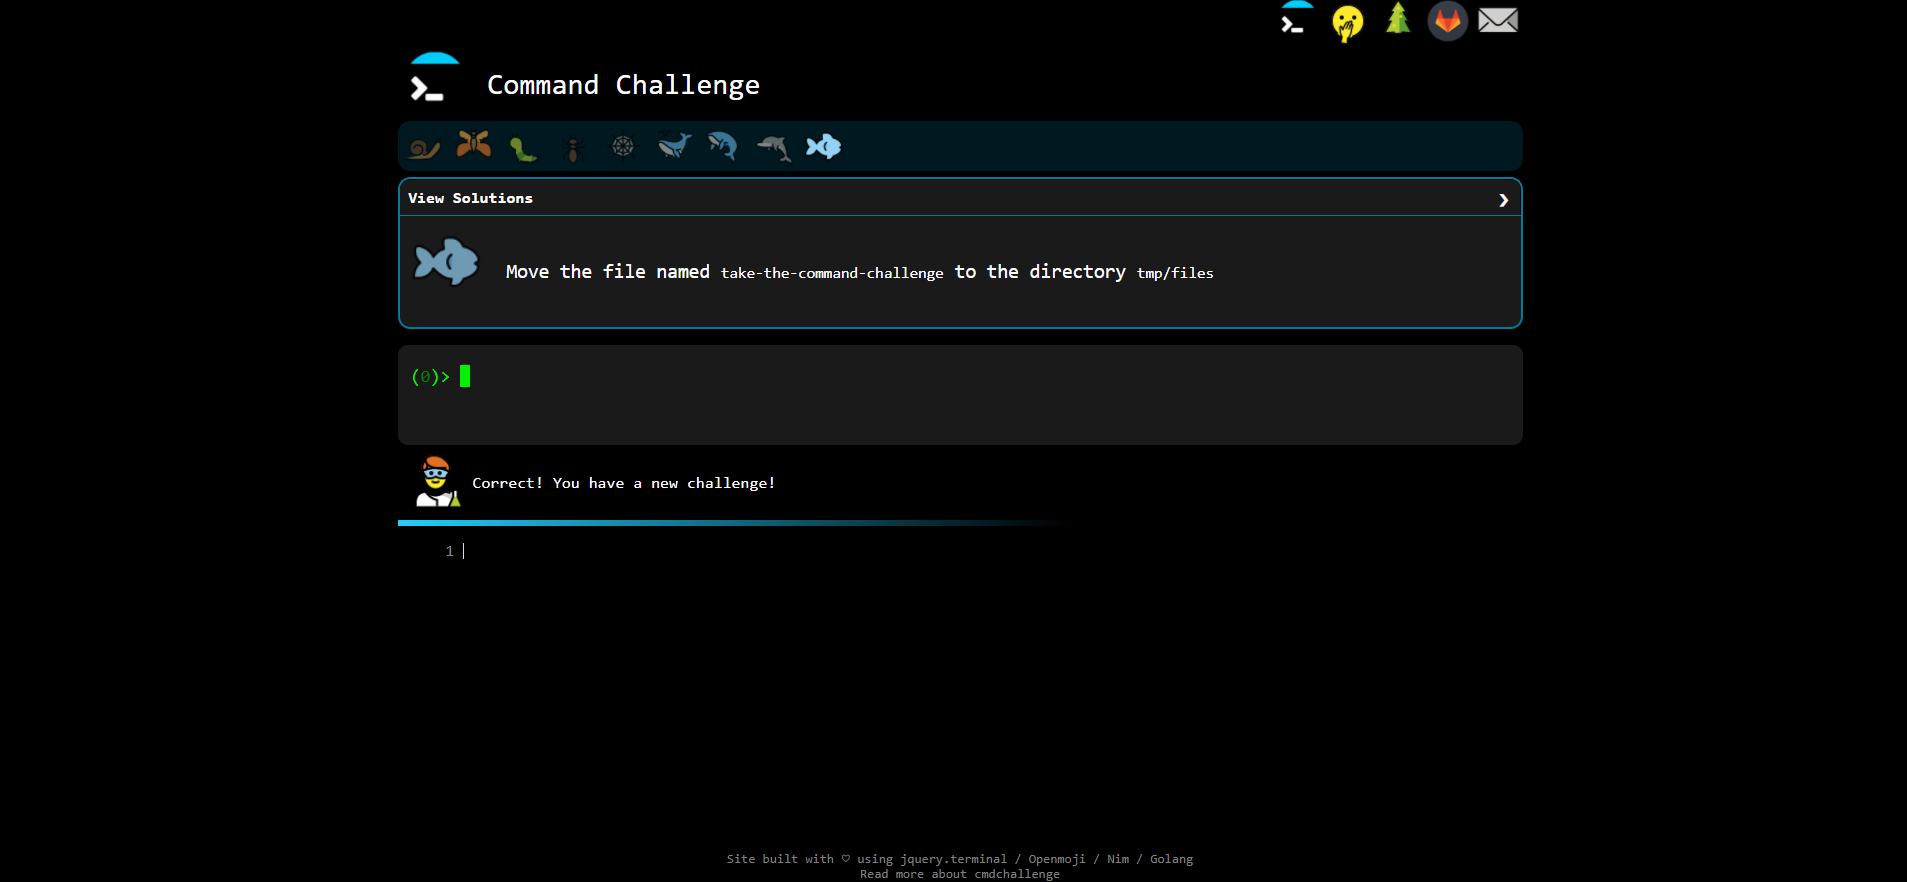 Command Challenge
View Solutions ❯
Move the file named take-the-command-challenge to the directory tmp/files
(0)>
Correct! You have a new challenge!
1
Site built with ♡ using jquery.terminal / Openmoji / Nim / Golang
Read more about cmdchallenge